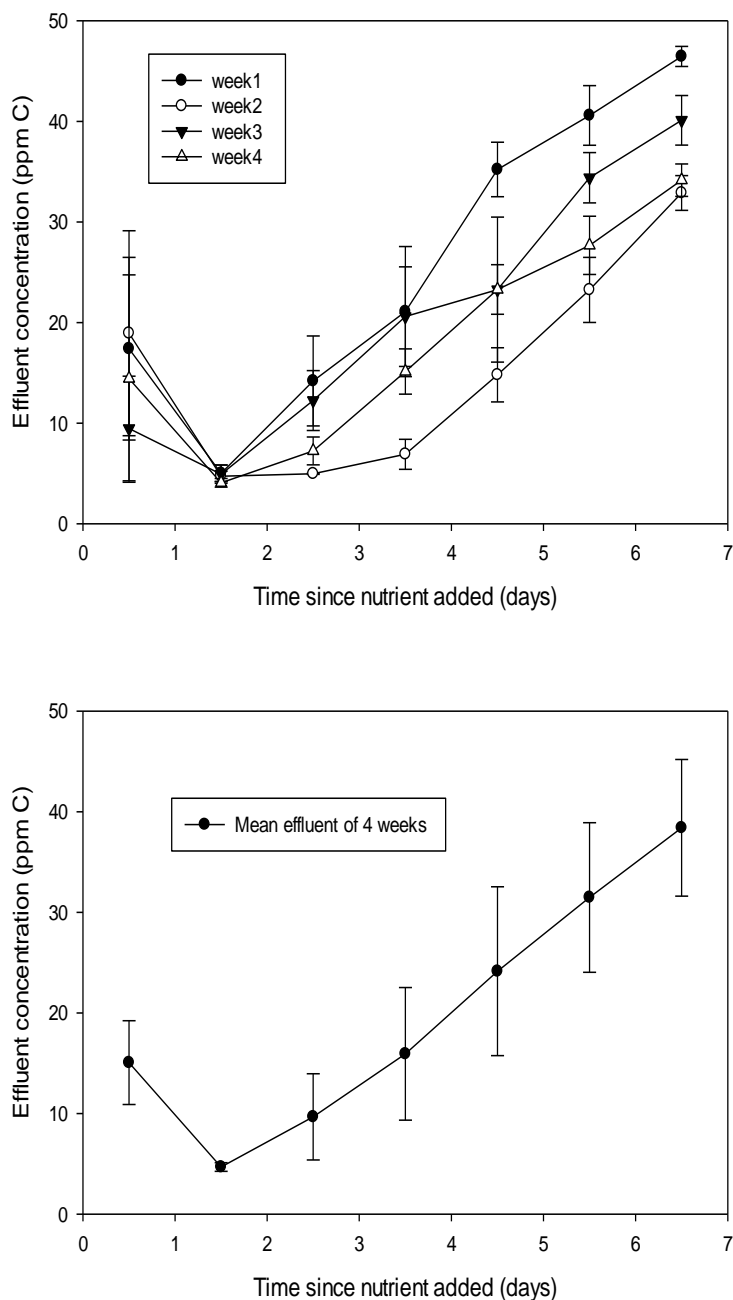 50
40
30
20
10
0
Effluent concentration (ppm C)
week1
week2
week3
week4
0 1 2 3 4 5 6 7
Time since nutrient added (days)
50
40
30
20
10
0
Effluent concentration (ppm C)
Mean effluent of 4 weeks
0 1 2 3 4 5 6 7
Time since nutrient added (days)